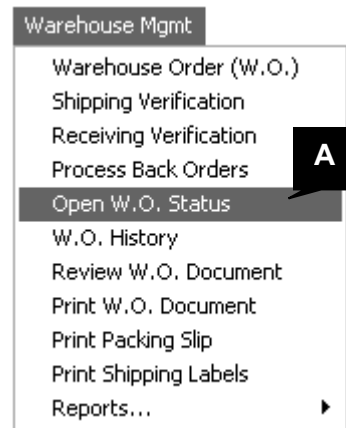 Warehouse Mgmt
Warehouse Order (W.O.)
Shipping Verification
Receiving Verification
A
Process Back Orders
Open W.O. Status
W.O. History
Review W.O. Document
Print W.O. Document
Print Packing Slip
Print Shipping Labels
Reports...